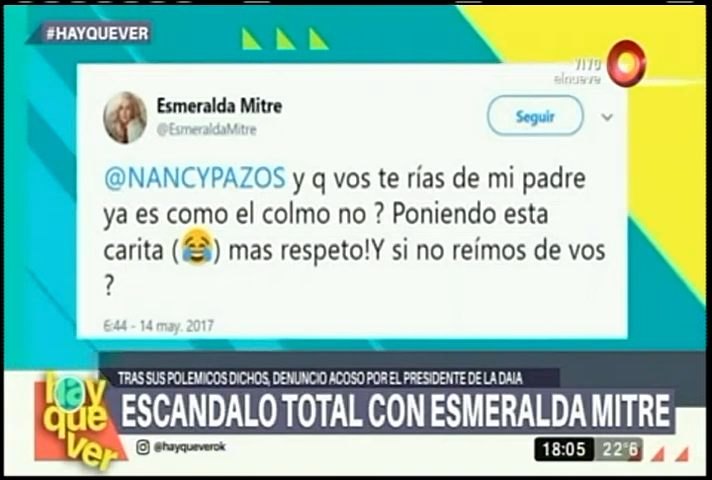 #HAYQUEVER
VIVO
elnueve
Esmeralda Mitre
@EsmeraldaMitre
Seguir
@NANCYPAZOS y q vos te rías de mi padre
ya es como el colmo no ? Poniendo esta
carita (😂) mas respeto!Y si no reímos de vos
?
6:44 - 14 may. 2017
TRAS SUS POLEMICOS DICHOS, DENUNCIO ACOSO POR EL PRESIDENTE DE LA DAIA
ESCANDALO TOTAL CON ESMERALDA MITRE
hay
que
ver
@hayqueverok
18:05 22°6